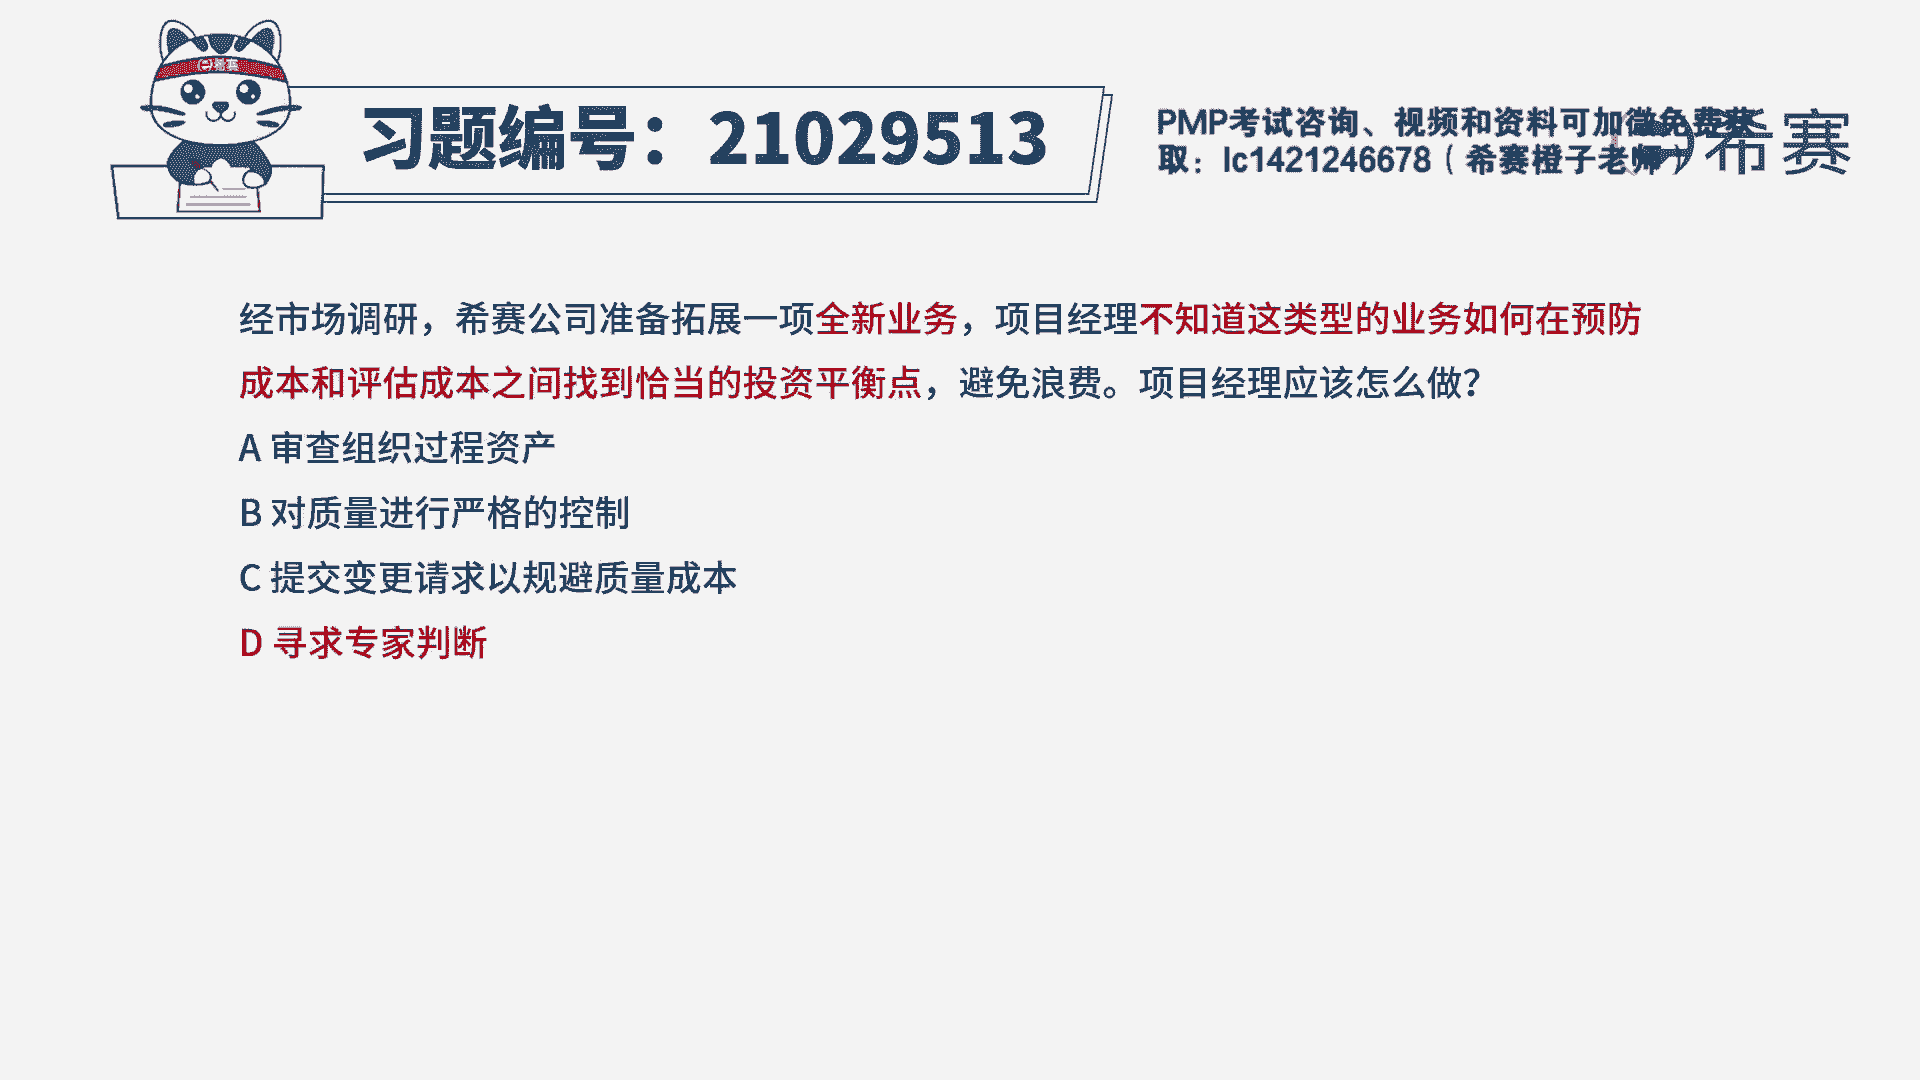 希赛
习题编号：21029513
PMP考试咨询、视频和资料可加微免费获
取：lc1421246678（希赛橙子老师）
希赛
经市场调研，希赛公司准备拓展一项全新业务，项目经理不知道这类型的业务如何在预防
成本和评估成本之间找到恰当的投资平衡点，避免浪费。项目经理应该怎么做？
A 审查组织过程资产
B 对质量进行严格的控制
C 提交变更请求以规避质量成本
D 寻求专家判断